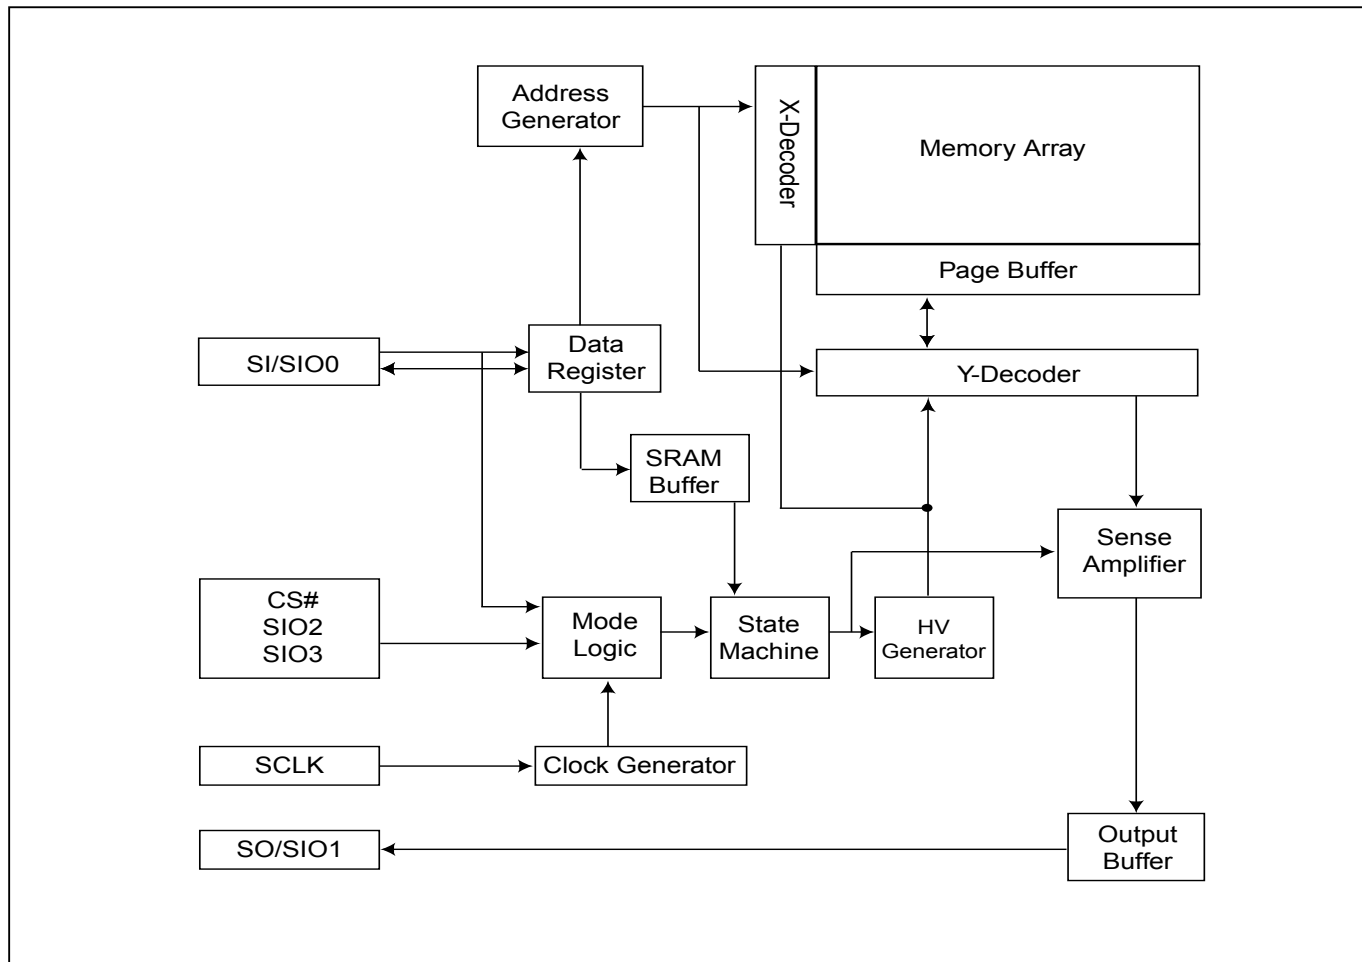 Address
Generator
X-Decoder
Memory Array
Page Buffer
SI/SIO0
Data
Register
Y-Decoder
SRAM
Buffer
Sense
Amplifier
CS#
SIO2
SIO3
Mode
Logic
State
Machine
HV
Generator
SCLK
Clock Generator
SO/SIO1
Output
Buffer